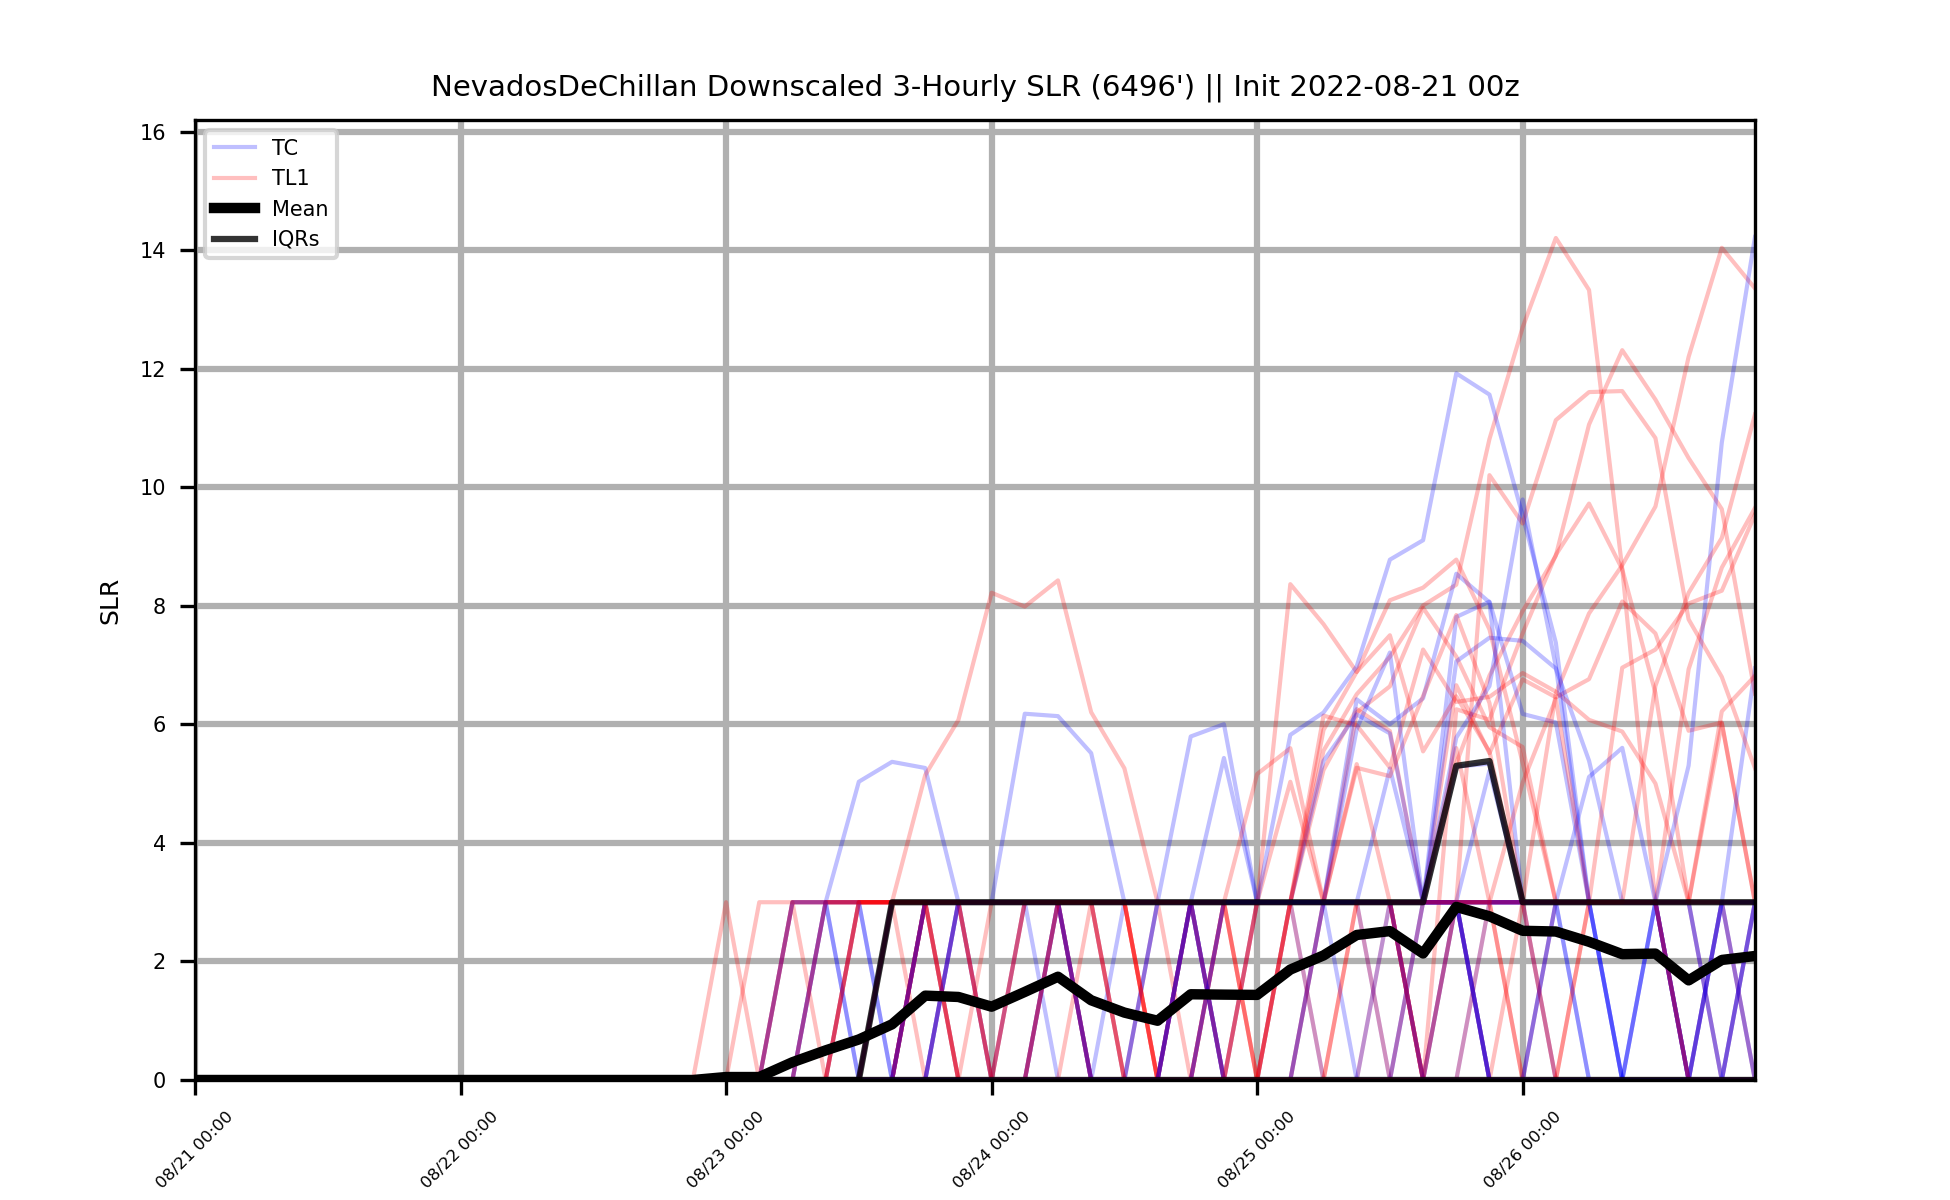 NevadosDeChillan Downscaled 3-Hourly SLR (6496') || Init 2022-08-21 00z
16
14
12
10
8
6
4
2
0
SLR
TC
TL1
Mean
IQRs
08/21 00:00
08/22 00:00
08/23 00:00
08/24 00:00
08/25 00:00
08/26 00:00